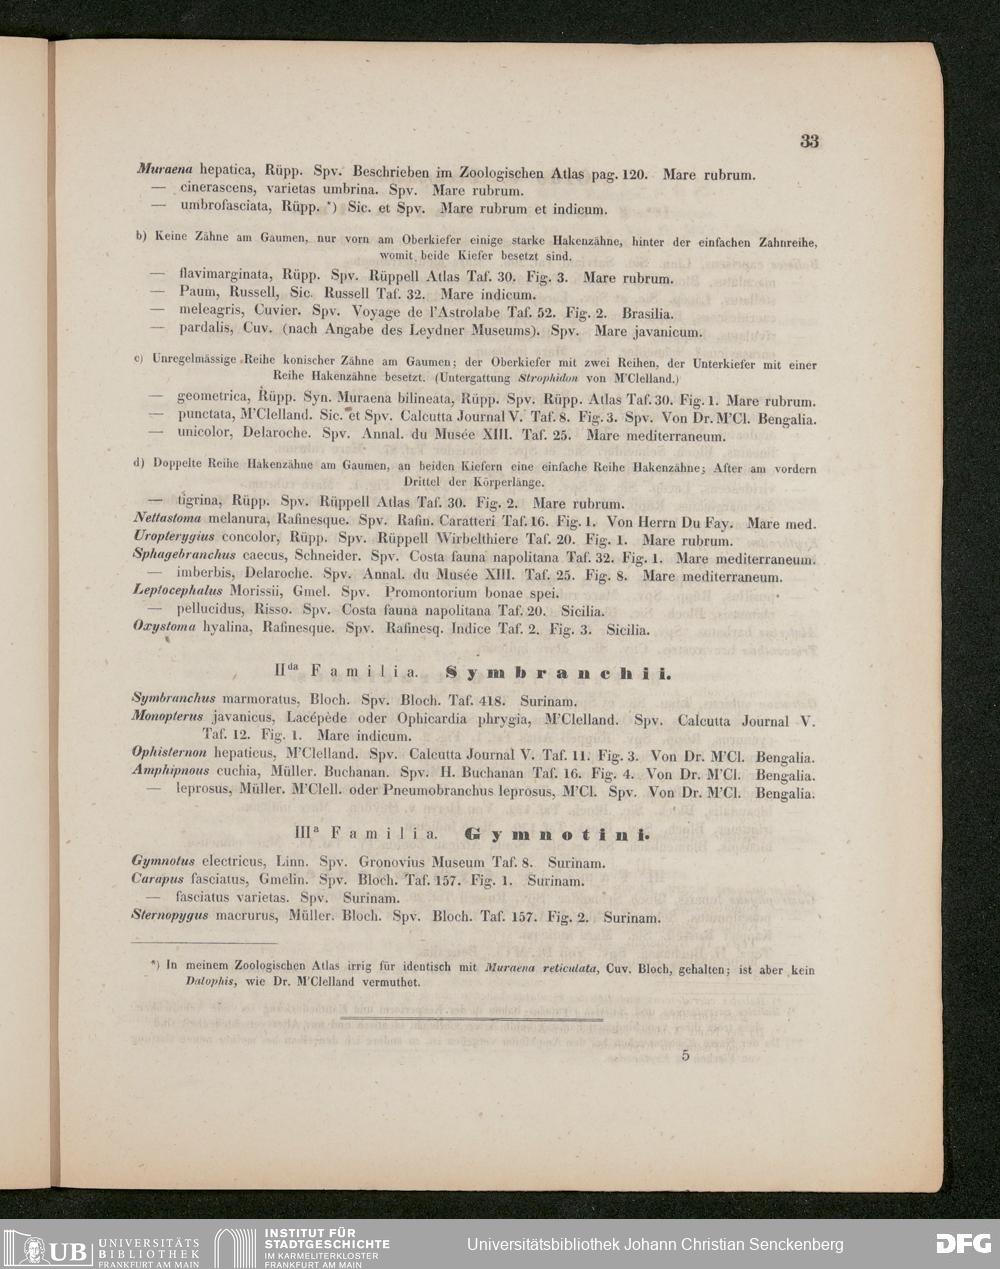 33
Muraena hepatica, Rüpp. Spv. Beschrieben im Zoologischen Atlas pag. 120. Mare rubrum.
— cinerascens, varietas umbrina. Spv. Mare rubrum.
— umbrofasciata, Rüpp. *) Sic. et Spv. Mare rubrum et indicum.
b) Keine Zähne am Gaumen, nur vorn am Oberkiefer einige starke Hakenzähne, hinter der einfachen Zahnreihe,
womit beide Kiefer besetzt sind.
— flavimarginata, Rüpp. Spv. Rüppell Atlas Taf. 30. Fig. 3. Mare rubrum.
— Paum, Russell, Sic. Russell Taf. 32. Mare indicum.
— meleagris, Cuvier. Spv. Voyage de l'Astrolabe Taf. 52. Fig. 2. Brasilia.
— pardalis, Cuv. (nach Angabe des Leydner Museums). Spv. Mare javanicum.
c) Unregelmässige Reihe konischer Zähne am Gaumen; der Oberkiefer mit zwei Reihen, der Unterkiefer mit einer
Reihe Hakenzähne besetzt. (Untergattung Strophidon von M'Clelland.)
— geometrica, Rüpp. Syn. Muraena bilineata, Rüpp. Spv. Rüpp. Atlas Taf. 30. Fig. 1. Mare rubrum.
— punctata, M'Clelland. Sic. et Spv. Calcutta Journal V. Taf. 8. Fig. 3. Spv. Von Dr. M'Cl. Bengalia.
— unicolor, Delaroche. Spv. Annal. du Musée XIII. Taf. 25. Mare mediterraneum.
d) Doppelte Reihe Hakenzähne am Gaumen, an beiden Kiefern eine einfache Reihe Hakenzähne; After am vordern
Drittel der Körperlänge.
— tigrina, Rüpp. Spv. Rüppell Atlas Taf. 30. Fig. 2. Mare rubrum.
Nettastoma melanura, Rafinesque. Spv. Rafin. Caratteri Taf. 16. Fig. 1. Von Herrn Du Fay. Mare med.
Uropterygius concolor, Rüpp. Spv. Rüppell Wirbelthiere Taf. 20. Fig. 1. Mare rubrum.
Sphagebranchus caecus, Schneider. Spv. Costa fauna napolitana Taf. 32. Fig. 1. Mare mediterraneum.
— imberbis, Delaroche. Spv. Annal. du Musée XIII. Taf. 25. Fig. 8. Mare mediterraneum.
Leptocephalus Morissii, Gmel. Spv. Promontorium bonae spei.
— pellucidus, Risso. Spv. Costa fauna napolitana Taf. 20. Sicilia.
Oxystoma hyalina, Rafinesque. Spv. Rafinesq. Indice Taf. 2. Fig. 3. Sicilia.
IIda Familia. Symbranchii.
Symbranchus marmoratus, Bloch. Spv. Bloch. Taf. 418. Surinam.
Monopterus javanicus, Lacépède oder Ophicardia phrygia, M'Clelland. Spv. Calcutta Journal V.
Taf. 12. Fig. 1. Mare indicum.
Ophisternon hepaticus, M'Clelland. Spv. Calcutta Journal V. Taf. 11. Fig. 3. Von Dr. M'Cl. Bengalia.
Amphipnous cuchia, Müller. Buchanan. Spv. H. Buchanan Taf. 16. Fig. 4. Von Dr. M'Cl. Bengalia.
— leprosus, Müller. M'Clell. oder Pneumobranchus leprosus, M'Cl. Spv. Von Dr. M'Cl. Bengalia.
IIIa Familia. Gymnotini.
Gymnotus electricus, Linn. Spv. Gronovius Museum Taf. 8. Surinam.
Carapus fasciatus, Gmelin. Spv. Bloch. Taf. 157. Fig. 1. Surinam.
— fasciatus varietas. Spv. Surinam.
Sternopygus macrurus, Müller. Bloch. Spv. Bloch. Taf. 157. Fig. 2. Surinam.
*) In meinem Zoologischen Atlas irrig für identisch mit Muraena reticulata, Cuv. Bloch, gehalten; ist aber kein
Dalophis, wie Dr. M'Clelland vermuthet.
5
UB UNIVERSITÄTS
BIBLIOTHEK
FRANKFURT AM MAIN
INSTITUT FÜR
STADTGESCHICHTE
IM KARMELITERKLOSTER
FRANKFURT AM MAIN
Universitätsbibliothek Johann Christian Senckenberg
DFG